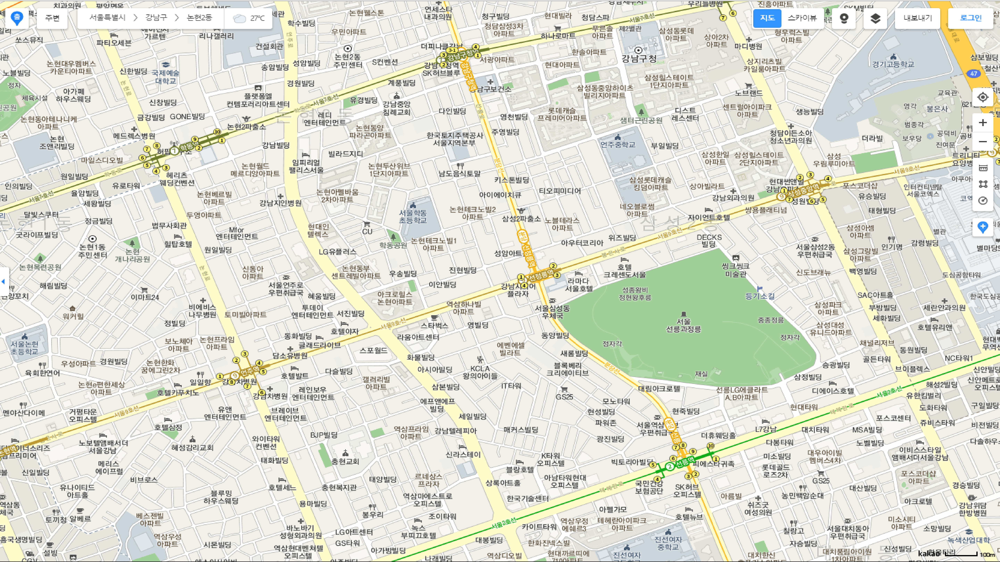 주변
서울특별시 > 강남구 > 논현2동
27℃
지도
스카이뷰
내보내기
로그인
치과의원
연세스타
내과의원
청구빌딩
현대빌라
청담스파
우리들병원
진흥아파트
논현웰스톤
학수빌딩
우민아파트
청담삼성3차
아파트
하나로마트
푸른솔
아파트
제2별관
삼성동롯데
아파트
상아2차
아파트
마디병원
형우럭스빌
아파트
쏘스뮤직
파티오세븐
가르텐
리나갤러리
건설회관
언주로
논현2동
주민센터
S컨벤션
더피나클강남
강남구청역
SK허브블루
서광아파트
한솔아파트
현대아파트
강남구청
상지리츠빌
카일룸아파트
경기고등학교
삼보빌딩
47
노블빌딩
논현대우멤버스
카운티아파트
신한빌딩
국제예술
대학교
송암빌딩
성암빌딩
경원빌딩
계풍빌딩
강남구보건소
삼성동중앙하이츠
빌리지아파트
삼성힐스테이트
1단지아파트
노브랜드
교육관
정자
체육시설
아가페
하우스웨딩
신창빌딩
플랫폼엘
컨템포러리아트센터
학동로
서울7호선
유경빌딩
강남중앙
침례교회
다인빌딩
선릉로
영천빌딩
롯데캐슬
프레미어아파트
샘터근린공원
디스트
레스센터
센트럴아이파크
아파트
생능빌딩
영각
봉은사
범종각
논현동아테나니케
아파트
금강빌딩
GONE빌딩
논현2파출소
레디
엔터테인먼트
논현동양
파라곤아파트
한국토지주택공사
서울지역본부
주영빌딩
언주중학교
부일빌딩
청담이든소아
청소년과의원
더라빌
보우당
공덕비
진여문
메드렉스병원
논현
조앤리빌딩
학동역
강남빌딩
빌라드지디
임피리얼
팰리스서울
삼성한일
아파트
삼성힐스테이트
2단지아파트
삼성
우림루미아트
트리니티
요양병
마일스디오빌
원일빌딩
유로타워
헤리츠
웨딩컨벤션
논현월드
메르디앙아파트
논현두산위브
1단지아파트
남도음식토말
분당선
키스톤빌딩
삼성롯데캐슬
킹덤아파트
상아빌라트
서울9호선
삼성중앙역
포스코더샵
인터컨티넨탈
서울코엑스
인의빌딩
서울7호선
율암빌딩
세왕빌딩
논현베르빌
아파트
강남지인병원
논현아펠바움
2차아파트
아이에이치큐
티오피미디어
강남외과의원
유승빌딩
달빛스쿠터
정금빌딩
두영아파트
서울학동
초등학교
논현테크노빌2
아파트
삼성2파출소
노블테라스
아파트
네오블로썸
아파트
자이언트호텔
쌍용플래티넘
태형빌딩
논현1동
삼성2동
굿라이프빌딩
법무사회관
Mfor
엔터테인먼트
현대인
텔렉스
CU
위즈빌딩
서울9호선
DECKS
빌딩
삼성아셈
아파트
별관
논현1동
주민센터
논현
개나리공원
힐탑호텔
원일빌딩
LG유플러스
학동공원
논현테크노빌1
아파트
아우터코리아
봉은사로
서울삼성2동
우편취급국
삼성그랑빌
아파트
인기명
감령빌딩
논현목련공원
논현로
신동아
아파트
논현동부
센트레빌아파트
우송빌딩
진현빌딩
선정릉역
라마다
서울호텔
호텔
크레센도서울
씽크씽크
미술관
신도브래뉴
백영빌딩
도심공항타워
해림빌딩
이마트24
서울언주로
우편취급국
혜움빌딩
이안빌딩
아크로힐스
논현아파트
플라자
성종왕비
정현왕후릉
등기소길
SAC아트홀
워커힐
정빌딩
비에비스
나무병원
토미빌아파트
투데이
엔터테인먼트
서진빌딩
역삼하나빌
아파트
서울삼성동
우체국
서울
선릉과정릉
중종정릉
삼성파크
아파트
부방빌딩
세란안과의원
세화빌딩
서울9호선
스타벅스
영빌딩
호텔야자
동화빌딩
라움아트센터
동양빌딩
삼성대성
유니드아파트
호텔유리앤
서울논현
초등학교
보노체아
아파트
논현프라임
아파트
글래드라이브
담소유병원
스포월드
에벤에셀
빌라트
정자각
정자각
채널리저브
동원빌딩
화물빌딩
새롬빌딩
골든타워
NC타워1
우성아파트
경원빌딩
논현한화
꿈에그린2차
언주역
아시아빌딩
KCLA
왕의아이들
블록베리
크리에이티브
분당선
재실
승광빌딩
브이플렉스
신안빌딩
육회한연어
일일향
호텔발트
다슬빌딩
갤러리빌
아파트
삼본빌딩
IT타워
대림아크로텔
선릉LG에클라트
A.B아파트
삼정빌딩
디에이스호텔
해성2빌딩
논현e편한세상
아파트
호텔카푸치노
강남차병원
레인보우
엔터테인먼트
에프앤에프
빌딩
GS25
모노타워
서울2호선
유한킴벌리
멘야산다이메
거평타운
오피스텔
서울9호선
유앤
엔터테인먼트
브레이브
엔터테인먼트
세일빌딩
현성빌딩
현죽빌딩
현대타워
테헤란로
도화타워
구일빌딩
호텔삼정
파워존
포스코센터
쥬비스타워
비전빌딩
BJP빌딩
역삼프라임
아파트
강남텔레피아
매커스빌딩
더휴웨딩홀
L7강남
대치타워
MSA빌딩
노보텔앰배서더
서울강남
혜성감리교회
와이타워
컨벤션
광진빌딩
다봉타워
노벨빌딩
충현교회
신라스테이
K타워
오피스텔
빅토리아빌딩
선릉역
피에스타귀족
미소빌딩
대우아이빌
멤버스4차
이비스스타일
앰배서더서울강남
메리스
에이프럴
신일빌딩
태화빌딩
블랑호텔
롯데골드
로즈2차
GS25
포스코더샵
아파트
비브로스
유나이티드
아트홀
호텔세느
충현복지관
태양빌딩
르네상스
프라자
상록아트홀
아남타워현대
오피스텔
테헤란로
국민건강
보험공단
SK허브
오피스텔
대산빌딩
경승빌딩
블루밍
하우스웨딩
용마빌딩
역삼마에스트로
오피스텔
한국기술센터
아름빌
농민백암순대
아크로텔
토끼정
알베르
베스젠빌
아파트
봉우리
조이타워
서울2호선
아펠가모
호텔뉴브
쉬즈굿
여성의원
강남위담
한방병원
바노바기
성형외과의원
LG아트센터
녹스
부띠끄호텔
카이트타워
역삼우정
에쉐르3
테헤란아이파크
아파트
칠랑고
서울대치동아
우편취급국
미소시티
아파트
소망빌딩
흥국생명빌딩
역삼우성
아파트
시몬빌딩
GS타워
대봉빌딩
한화진넥스빌
진선여자
중학교
자승빌딩
녹색산업대학
설빙
역삼현대벤쳐텔
오피스텔
아가방빌딩
나래빌딩
역삼디오빌
현대까르띠에
진선여자
대치한신
대치풍림아이원
1차아파트
신성빌딩
kakao
100m